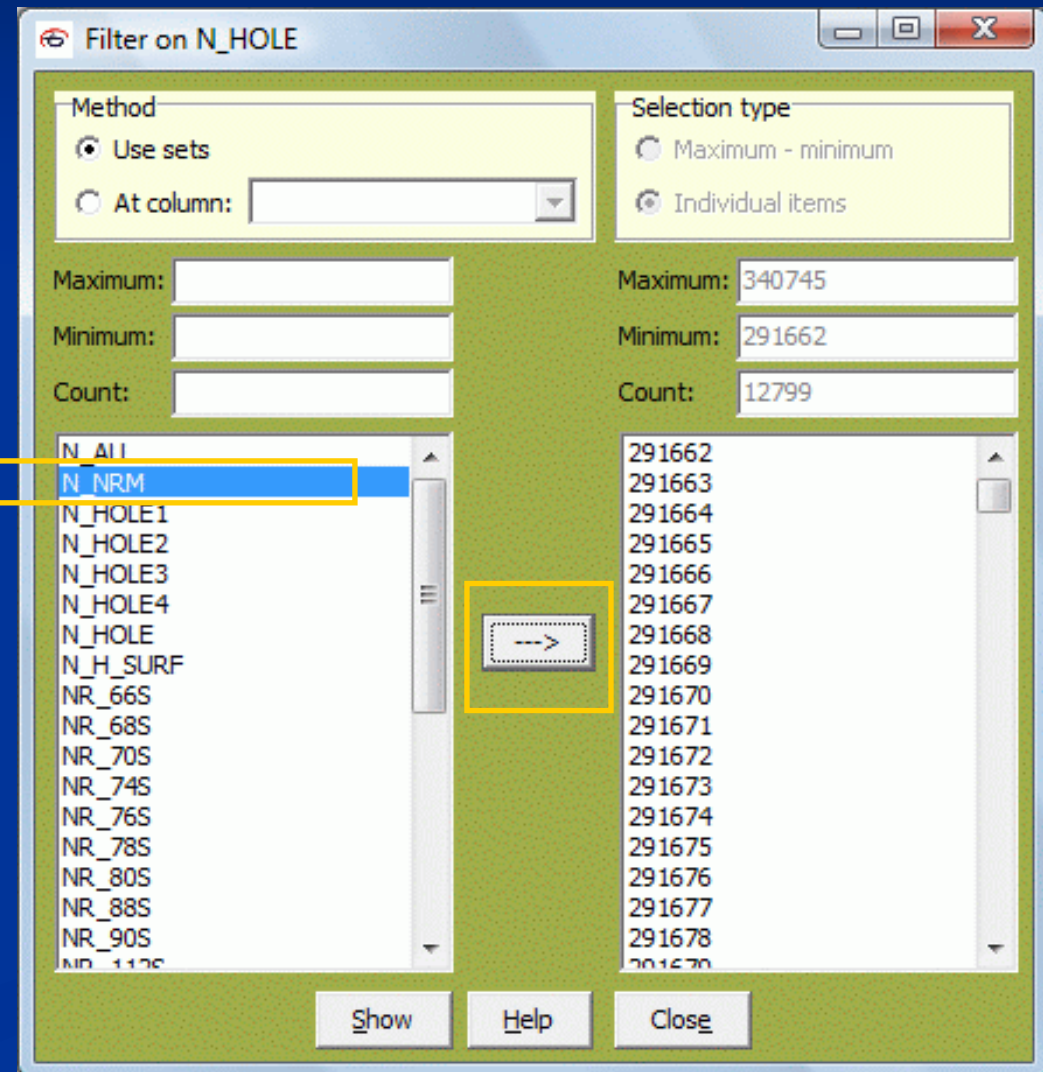 Filter on N_HOLE
Method
Use sets
At column:
Selection type
Maximum - minimum
Individual items
Maximum:
Minimum:
Count:
Maximum: 340745
Minimum: 291662
Count: 12799
N_ALL
N_NRM
N_HOLE1
N_HOLE2
N_HOLE3
N_HOLE4
N_HOLE
N_H_SURF
NR_66S
NR_68S
NR_70S
NR_74S
NR_76S
NR_78S
NR_80S
NR_88S
NR_90S
NR_112S
--->
291662
291663
291664
291665
291666
291667
291668
291669
291670
291671
291672
291673
291674
291675
291676
291677
291678
291679
Show Help Close